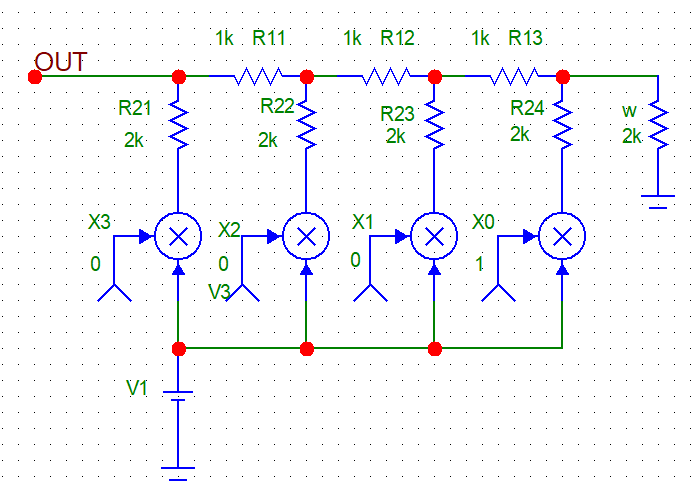 1k R11 1k R12 1k R13
OUT
R21 R22 R23 R24 w
2k 2k 2k 2k 2k
X3 X2 X1 X0
0 0 0 1
V3
V1